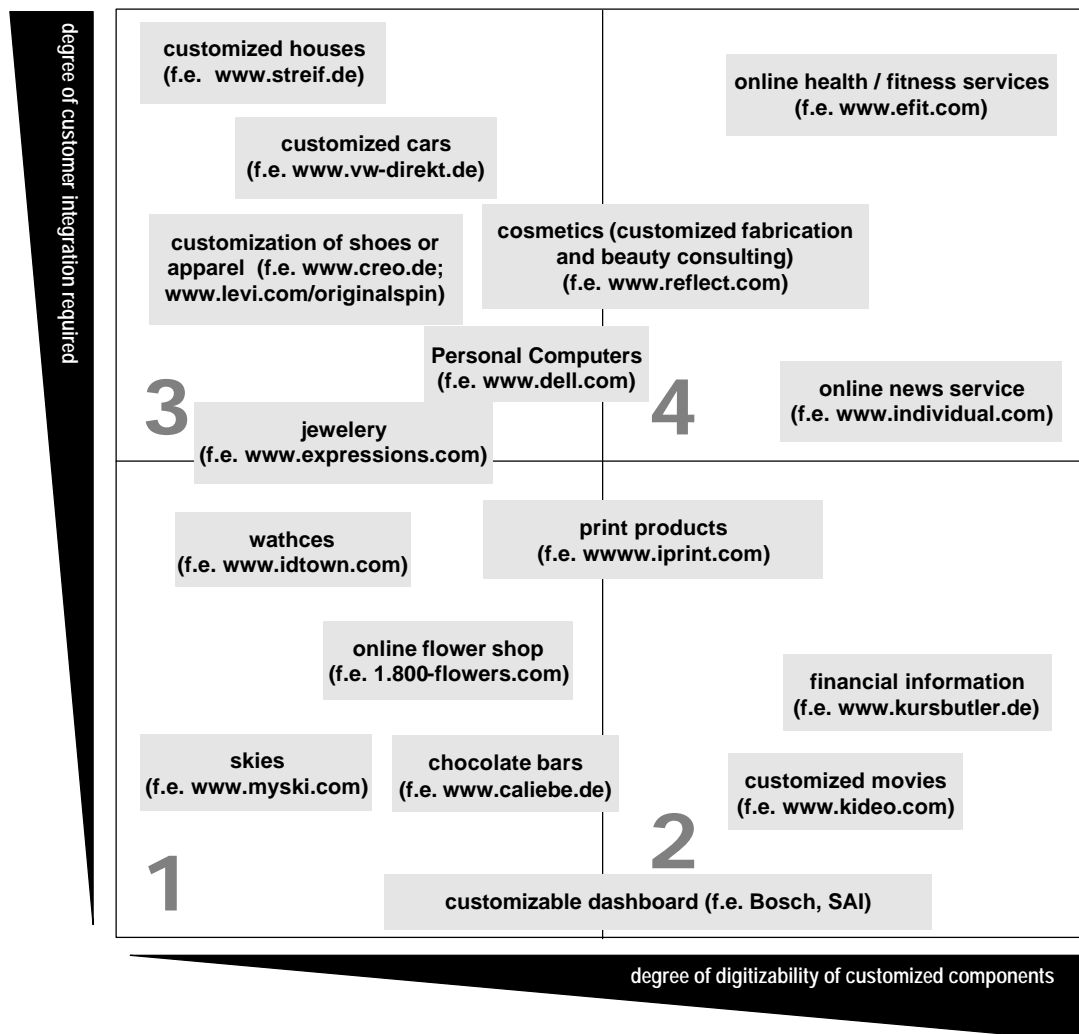 degree of customer integration required
customized houses
(f.e. www.streif.de)
online health / fitness services
(f.e. www.efit.com)
customized cars
(f.e. www.vw-direkt.de)
customization of shoes or
apparel (f.e. www.creo.de;
www.levi.com/originalspin)
cosmetics (customized fabrication
and beauty consulting)
(f.e. www.reflect.com)
Personal Computers
(f.e. www.dell.com)
online news service
(f.e. www.individual.com)
3
4
jewelery
(f.e. www.expressions.com)
wathces
(f.e. www.idtown.com)
print products
(f.e. wwww.iprint.com)
online flower shop
(f.e. 1.800-flowers.com)
financial information
(f.e. www.kursbutler.de)
skies
(f.e. www.myski.com)
chocolate bars
(f.e. www.caliebe.de)
customized movies
(f.e. www.kideo.com)
1
2
customizable dashboard (f.e. Bosch, SAI)
degree of digitizability of customized components